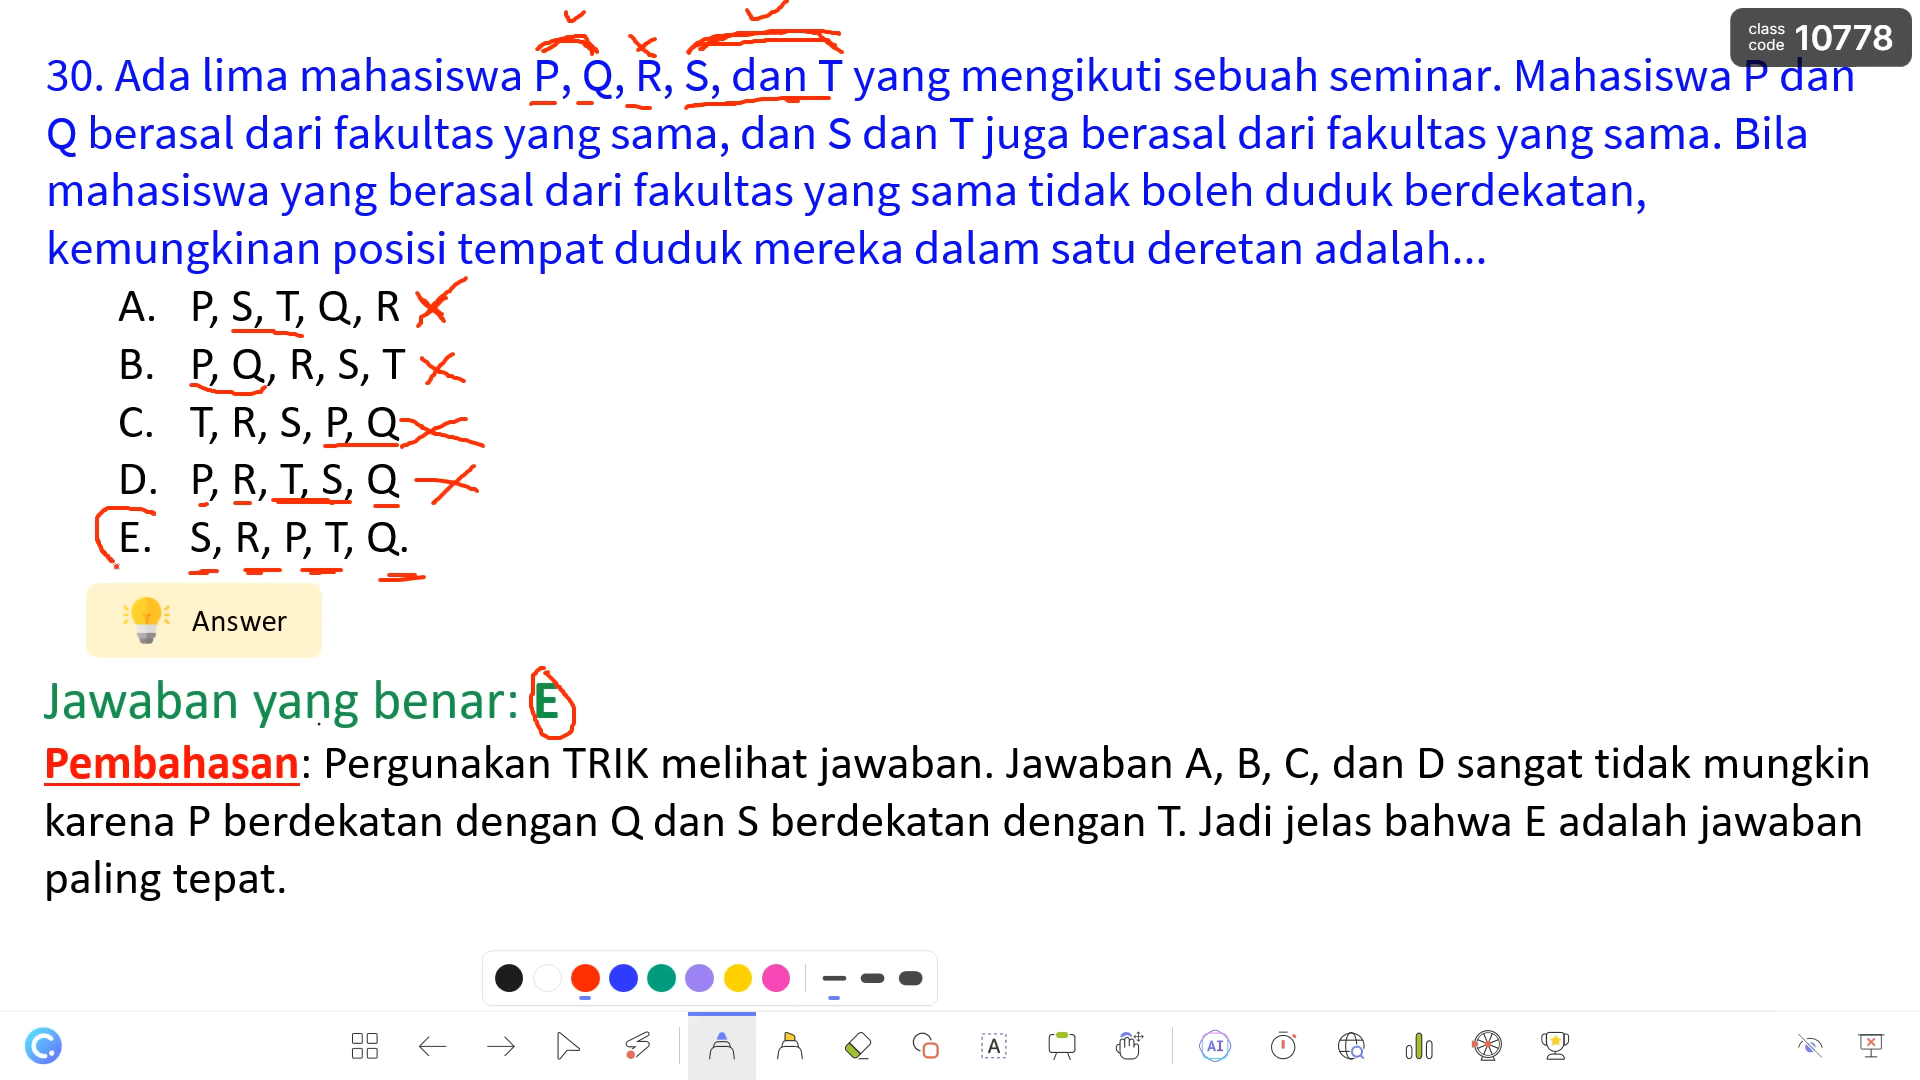 class code 10778
30. Ada lima mahasiswa P, Q, R, S, dan T yang mengikuti sebuah seminar. Mahasiswa P dan
Q berasal dari fakultas yang sama, dan S dan T juga berasal dari fakultas yang sama. Bila
mahasiswa yang berasal dari fakultas yang sama tidak boleh duduk berdekatan,
kemungkinan posisi tempat duduk mereka dalam satu deretan adalah...
A. P, S, T, Q, R
B. P, Q, R, S, T
C. T, R, S, P, Q
D. P, R, T, S, Q
E. S, R, P, T, Q.
Answer
Jawaban yang benar: E
Pembahasan: Pergunakan TRIK melihat jawaban. Jawaban A, B, C, dan D sangat tidak mungkin
karena P berdekatan dengan Q dan S berdekatan dengan T. Jadi jelas bahwa E adalah jawaban
paling tepat.
A
AI